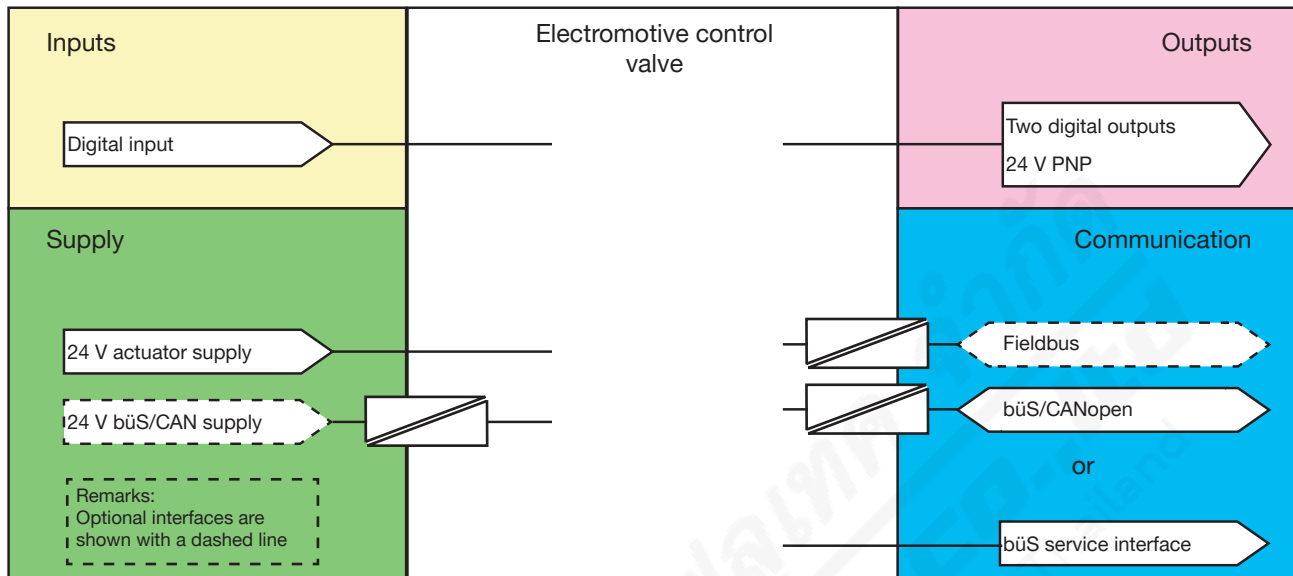 Inputs
Electromotive control
valve
Outputs
Digital input
Two digital outputs
24 V PNP
Supply
Communication
24 V actuator supply
Fieldbus
24 V büS/CAN supply
büS/CANopen
or
Remarks:
Optional interfaces are
shown with a dashed line
büS service interface